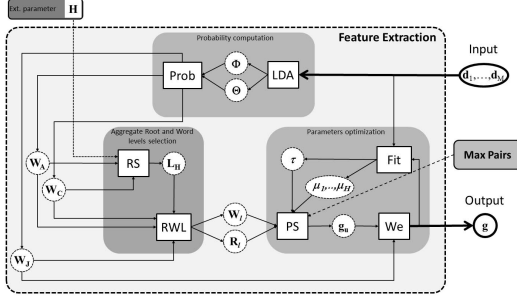 Ext. parameter H
Feature Extraction
Probability computation
Input
Prob
Φ
Θ
LDA
d1,…,dM
Aggregate Root and Word
levels selection
Parameters optimization
WA
RS
LH
τ
Fit
μ1,..,μH
Max Pairs
WC
Output
RWL
Wl
Rl
PS
gu
We
g
WJ